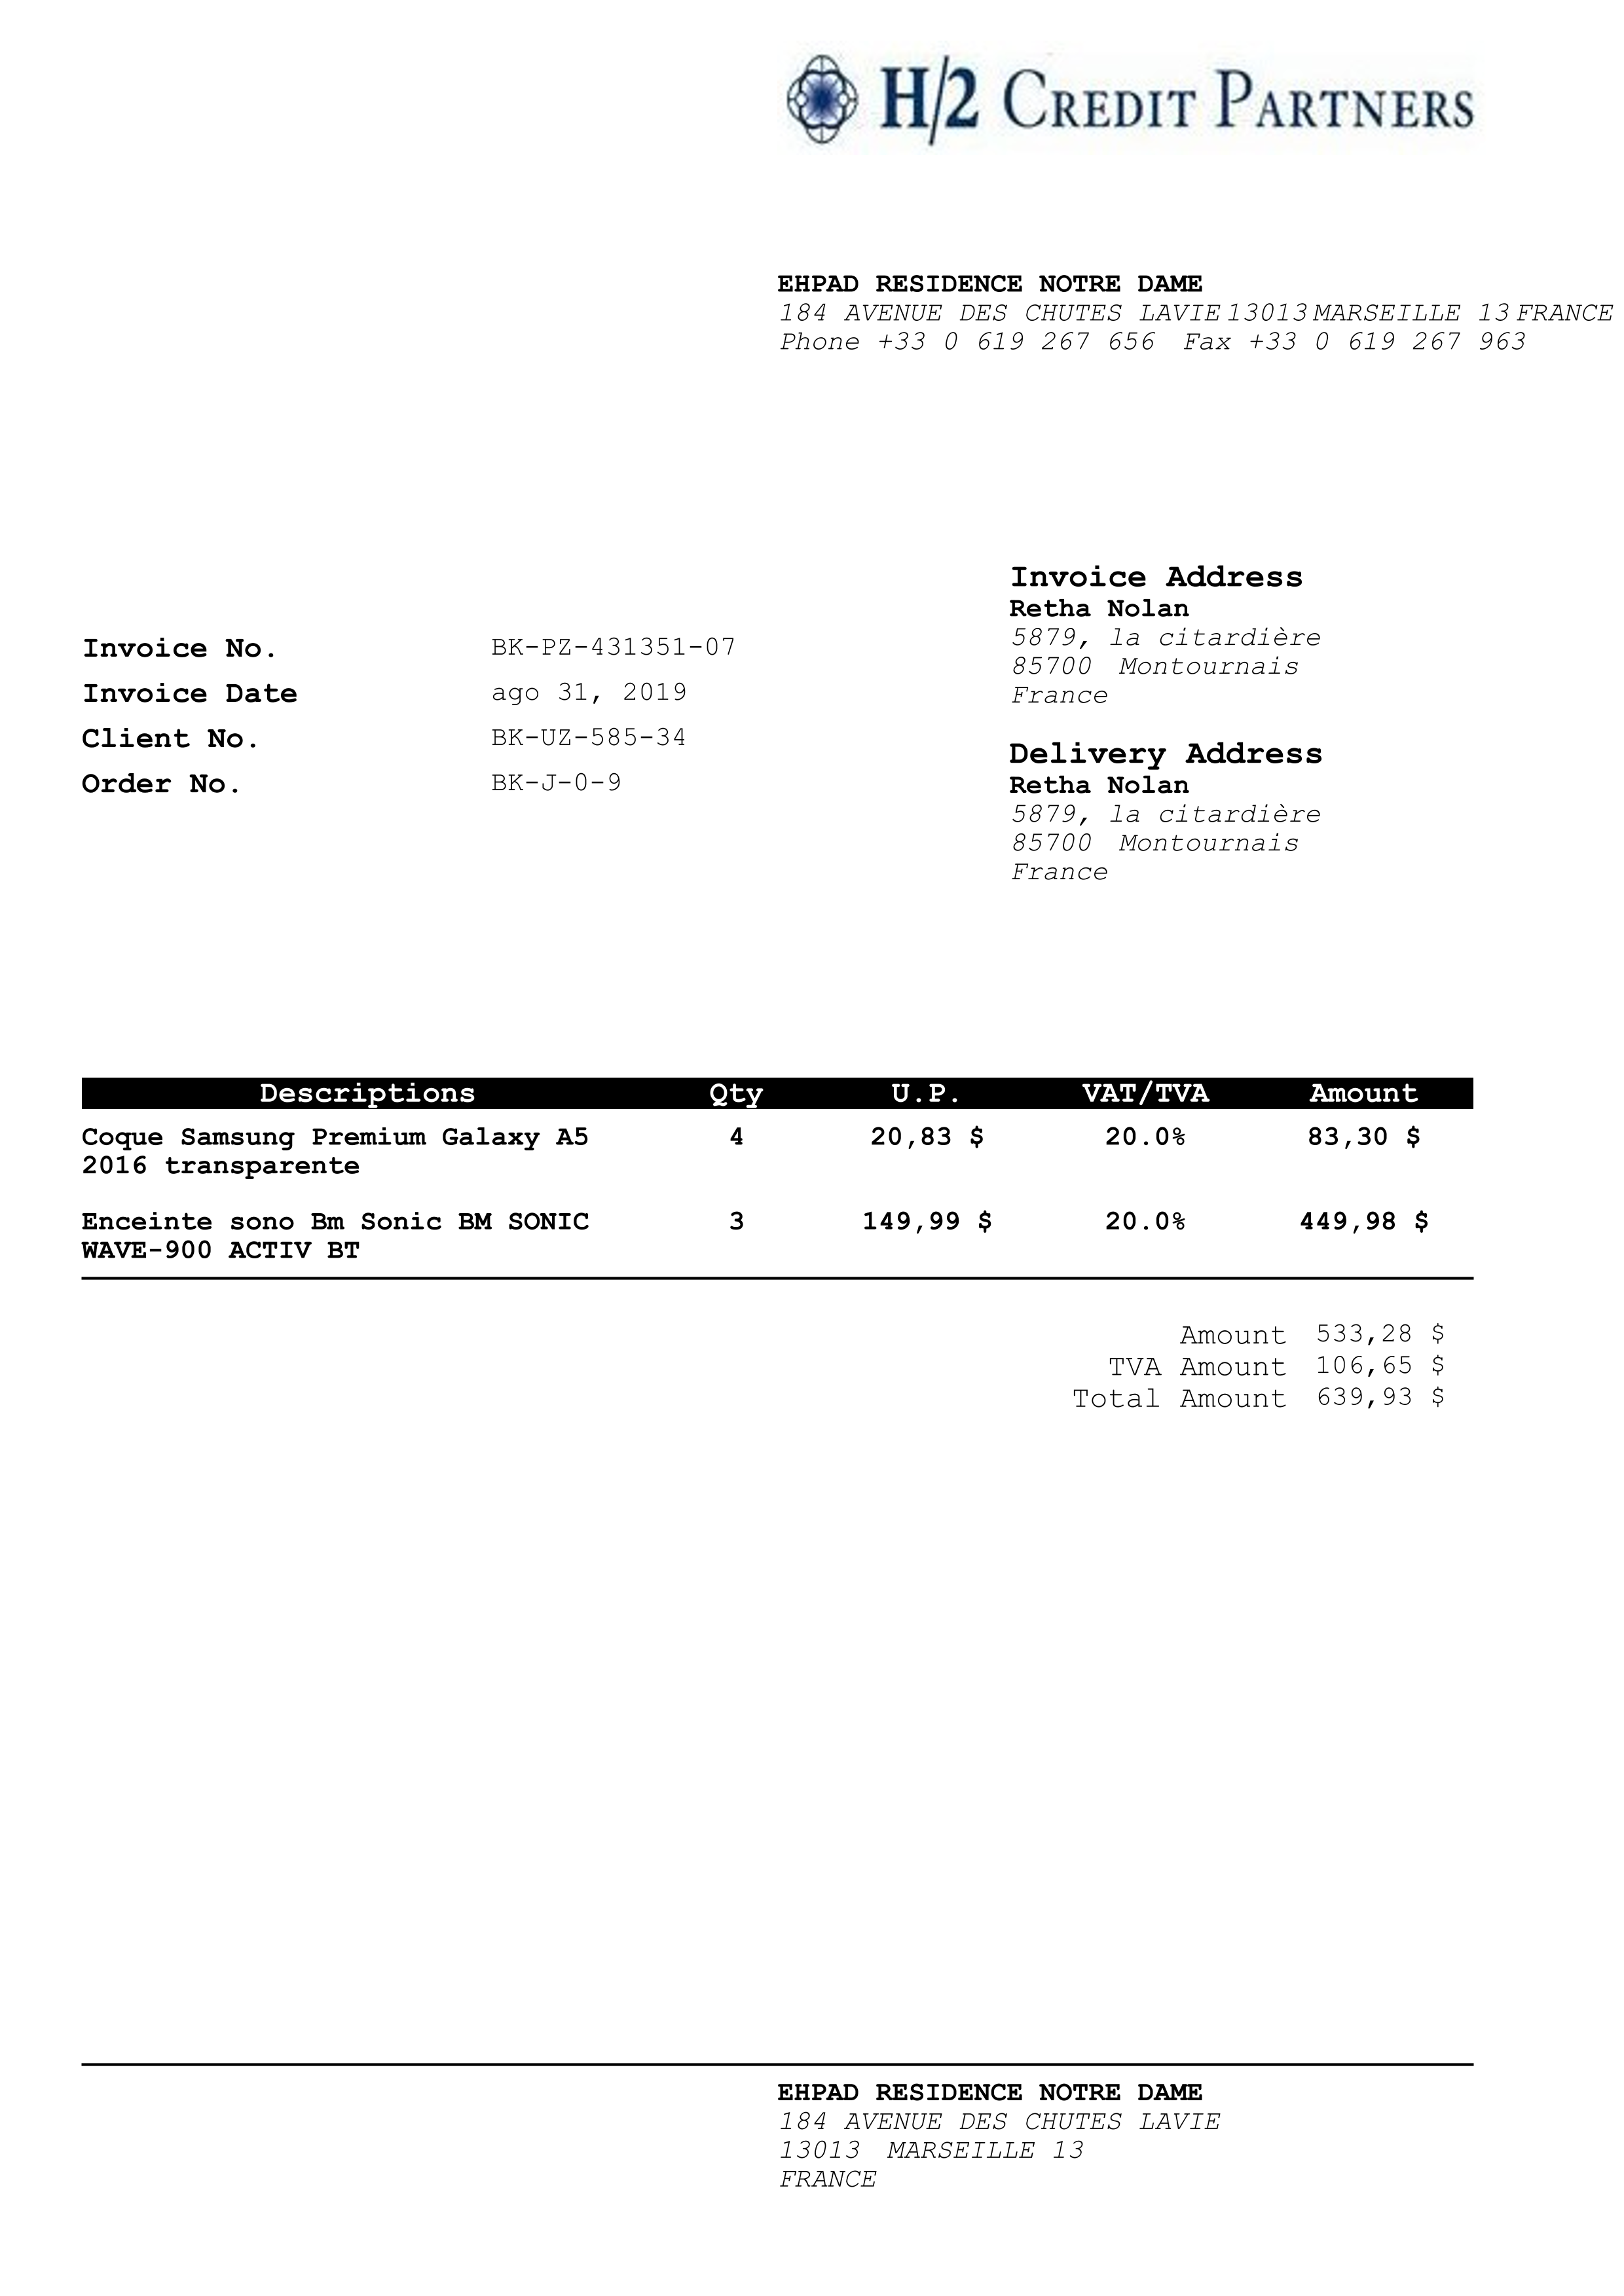 H/2 CREDIT PARTNERS
EHPAD RESIDENCE NOTRE DAME
184 AVENUE DES CHUTES LAVIE 13013 MARSEILLE 13 FRANCE
Phone +33 0 619 267 656 Fax +33 0 619 267 963
Invoice No. BK-PZ-431351-07
Invoice Date ago 31, 2019
Client No. BK-UZ-585-34
Order No. BK-J-0-9
Invoice Address
Retha Nolan
5879, la citardière
85700 Montournais
France
Delivery Address
Retha Nolan
5879, la citardière
85700 Montournais
France
Descriptions Qty U.P. VAT/TVA Amount
Coque Samsung Premium Galaxy A5 4 20,83 $ 20.0% 83,30 $
2016 transparente
Enceinte sono Bm Sonic BM SONIC 3 149,99 $ 20.0% 449,98 $
WAVE-900 ACTIV BT
Amount 533,28 $
TVA Amount 106,65 $
Total Amount 639,93 $
EHPAD RESIDENCE NOTRE DAME
184 AVENUE DES CHUTES LAVIE
13013 MARSEILLE 13
FRANCE